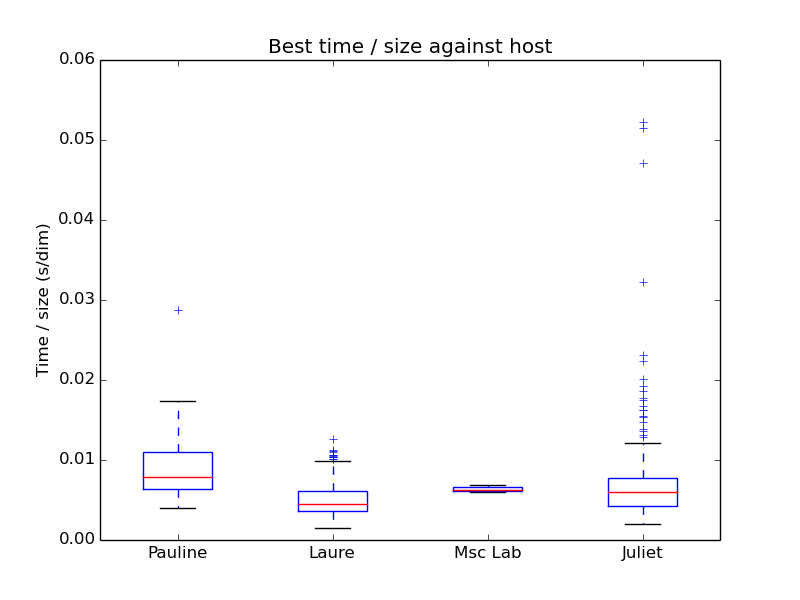 Best time / size against host
0.06
0.05
0.04
0.03
0.02
0.01
0.00
Time / size (s/dim)
Pauline Laure Msc Lab Juliet